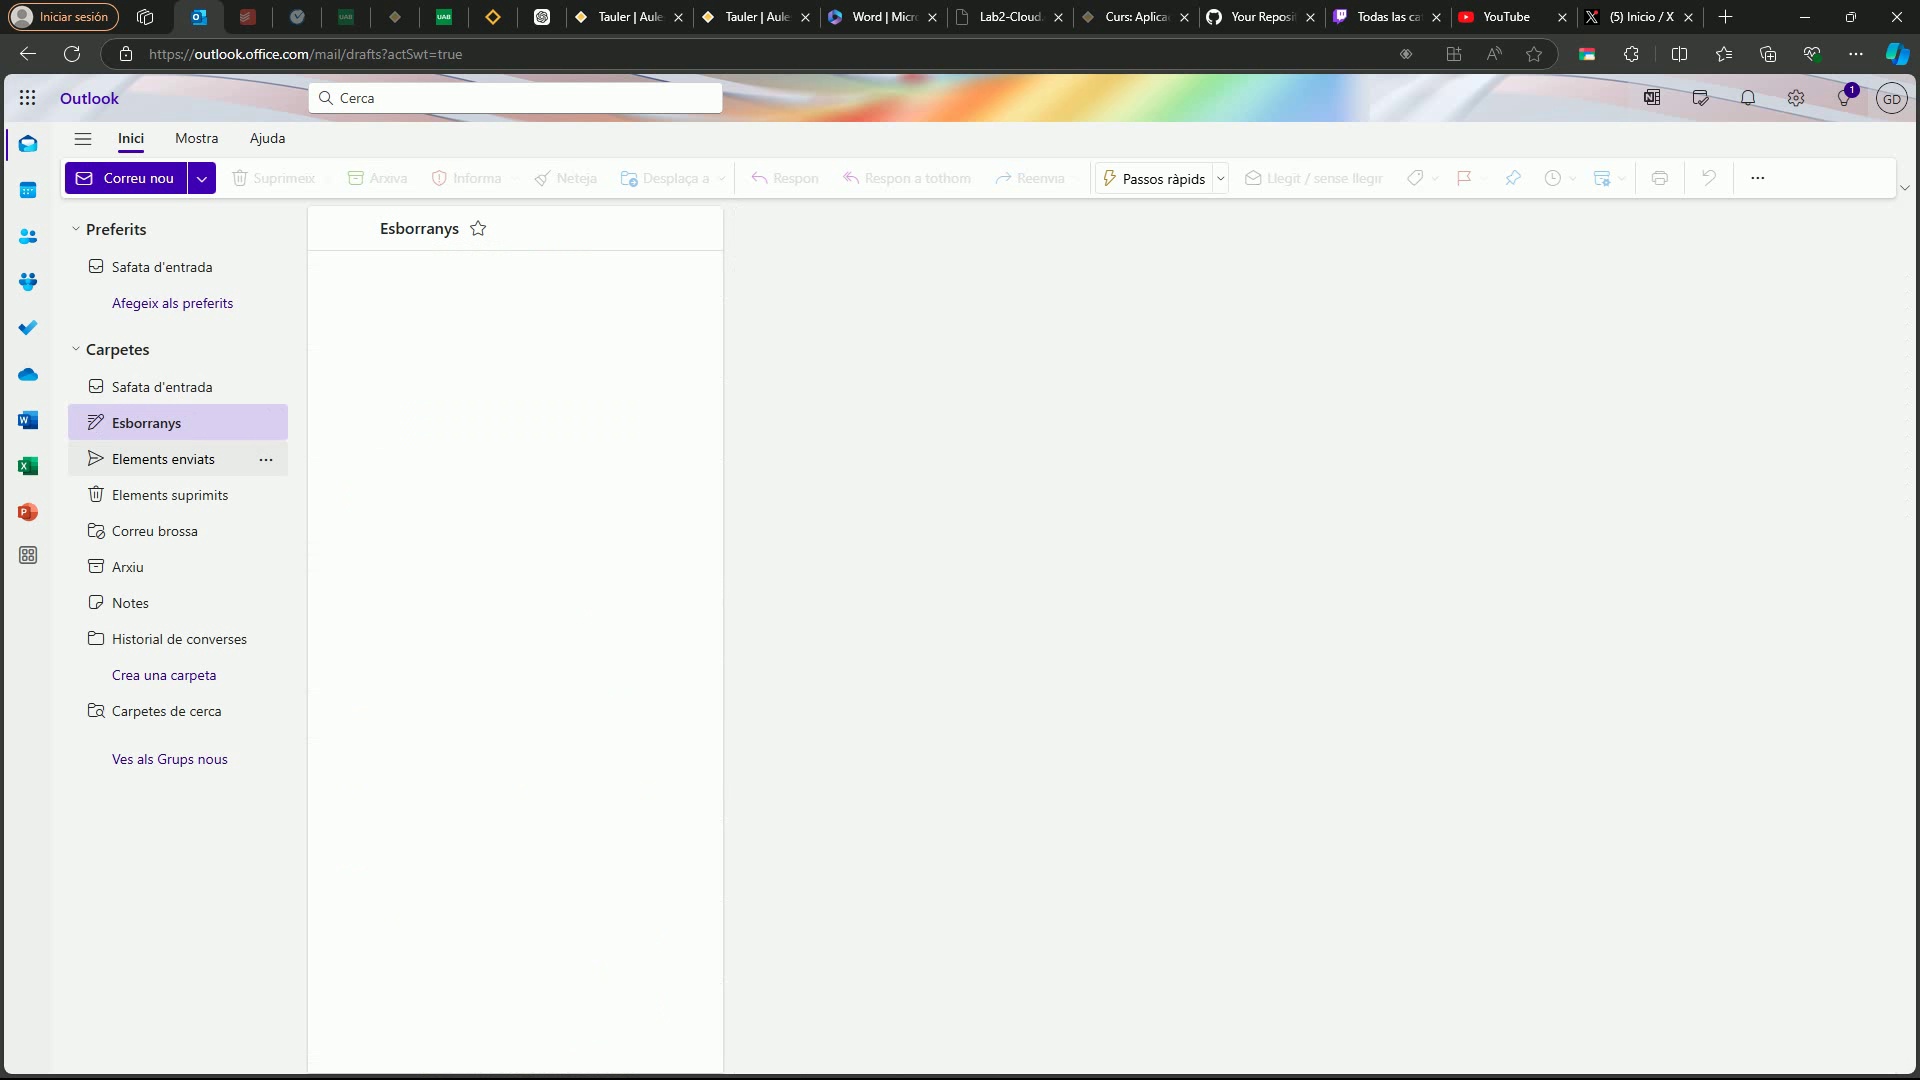 Iniciar sesión
UAB
UAB
Tauler | Aule
Tauler | Aule
Word | Micro
Lab2-Cloud
Curs: Aplica
Your Reposit
Todas las ca
YouTube
(5) Inicio / X
https://outlook.office.com/mail/drafts?actSwt=true
Outlook
Cerca
1
GD
Inici
Mostra
Ajuda
Correu nou
Suprimeix
Arxiva
Informa
Neteja
Desplaça a
Respon
Respon a tothom
Reenvia
Passos ràpids
Llegit / sense llegir
Preferits
Safata d'entrada
Afegeix als preferits
Carpetes
Safata d'entrada
Esborranys
Elements enviats
Elements suprimits
Correu brossa
Arxiu
Notes
Historial de converses
Crea una carpeta
Carpetes de cerca
Ves als Grups nous
Esborranys